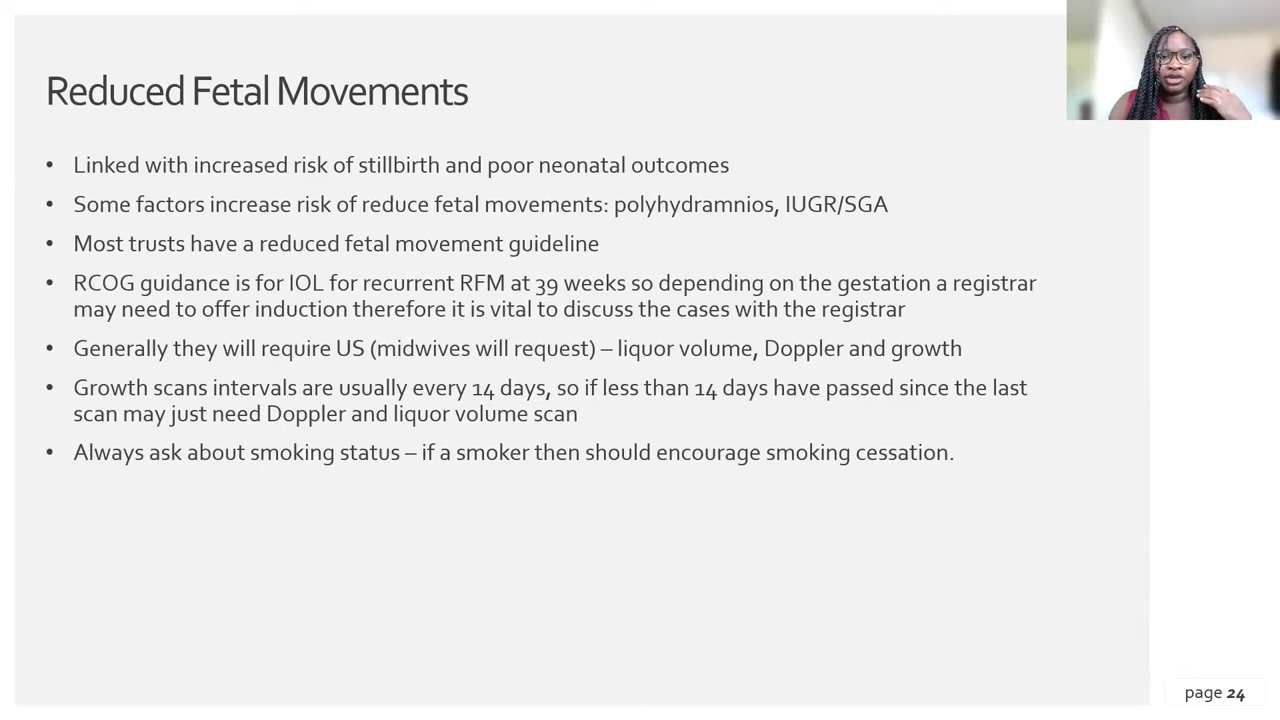 Reduced Fetal Movements
• Linked with increased risk of stillbirth and poor neonatal outcomes
• Some factors increase risk of reduce fetal movements: polyhydramnios, IUGR/SGA
• Most trusts have a reduced fetal movement guideline
• RCOG guidance is for IOL for recurrent RFM at 39 weeks so depending on the gestation a registrar
may need to offer induction therefore it is vital to discuss the cases with the registrar
• Generally they will require US (midwives will request) – liquor volume, Doppler and growth
• Growth scans intervals are usually every 14 days, so if less than 14 days have passed since the last
scan may just need Doppler and liquor volume scan
• Always ask about smoking status – if a smoker then should encourage smoking cessation.
page 24